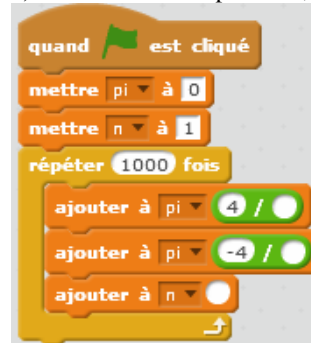 quand est cliqué
mettre pi à 0
mettre n à 1
répéter 1000 fois
ajouter à pi 4 /
ajouter à pi -4 /
ajouter à n